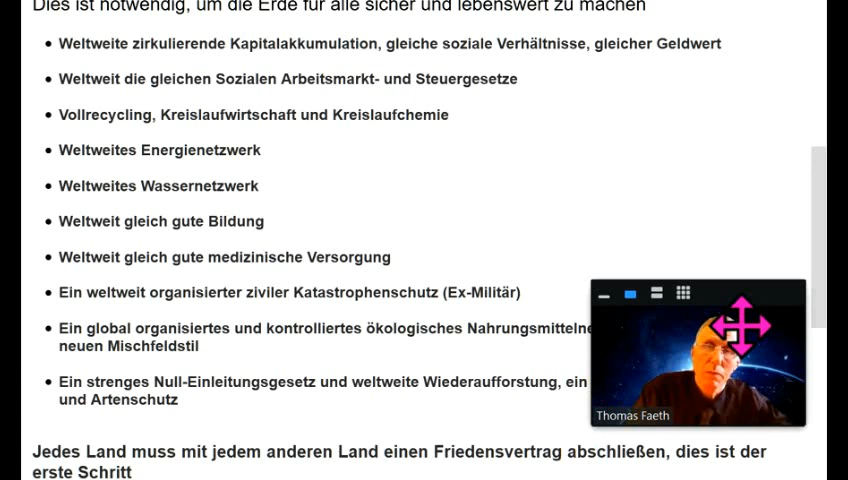 Dies ist notwendig, um die Erde für alle sicher und lebenswert zu machen
Weltweite zirkulierende Kapitalakkumulation, gleiche soziale Verhältnisse, gleicher Geldwert
Weltweit die gleichen Sozialen Arbeitsmarkt- und Steuergesetze
Vollrecycling, Kreislaufwirtschaft und Kreislaufchemie
Weltweites Energienetzwerk
Weltweites Wassernetzwerk
Weltweit gleich gute Bildung
Weltweit gleich gute medizinische Versorgung
Ein weltweit organisierter ziviler Katastrophenschutz (Ex-Militär)
Ein global organisiertes und kontrolliertes ökologisches
neuen Mischfeldstil
Ein strenges Null-Einleitungsgesetz und weltweite Wiederaufforstung, ein
und Artenschutz
Thomas Faeth
Jedes Land muss mit jedem anderen Land einen Friedensvertrag abschließen, dies ist der
erste Schritt